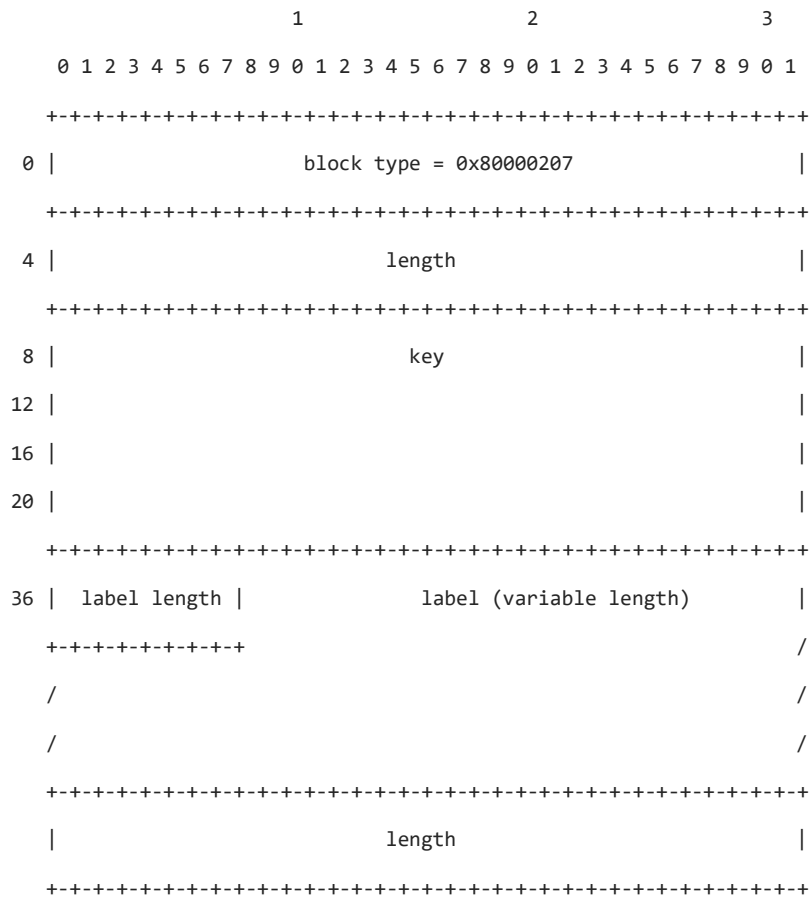 1                   2                   3
  0 1 2 3 4 5 6 7 8 9 0 1 2 3 4 5 6 7 8 9 0 1 2 3 4 5 6 7 8 9 0 1
   +-+-+-+-+-+-+-+-+-+-+-+-+-+-+-+-+-+-+-+-+-+-+-+-+-+-+-+-+-+-+-+
 0 |                     block type = 0x80000207                   |
   +-+-+-+-+-+-+-+-+-+-+-+-+-+-+-+-+-+-+-+-+-+-+-+-+-+-+-+-+-+-+-+
 4 |                            length                             |
   +-+-+-+-+-+-+-+-+-+-+-+-+-+-+-+-+-+-+-+-+-+-+-+-+-+-+-+-+-+-+-+
 8 |                              key                              |
12 |                                                               |
16 |                                                               |
20 |                                                               |
   +-+-+-+-+-+-+-+-+-+-+-+-+-+-+-+-+-+-+-+-+-+-+-+-+-+-+-+-+-+-+-+
36 |  label length |               label (variable length)         |
   +-+-+-+-+-+-+-+-+                                               /
   /                                                               /
   /                                                               /
   +-+-+-+-+-+-+-+-+-+-+-+-+-+-+-+-+-+-+-+-+-+-+-+-+-+-+-+-+-+-+-+
   |                            length                             |
   +-+-+-+-+-+-+-+-+-+-+-+-+-+-+-+-+-+-+-+-+-+-+-+-+-+-+-+-+-+-+-+